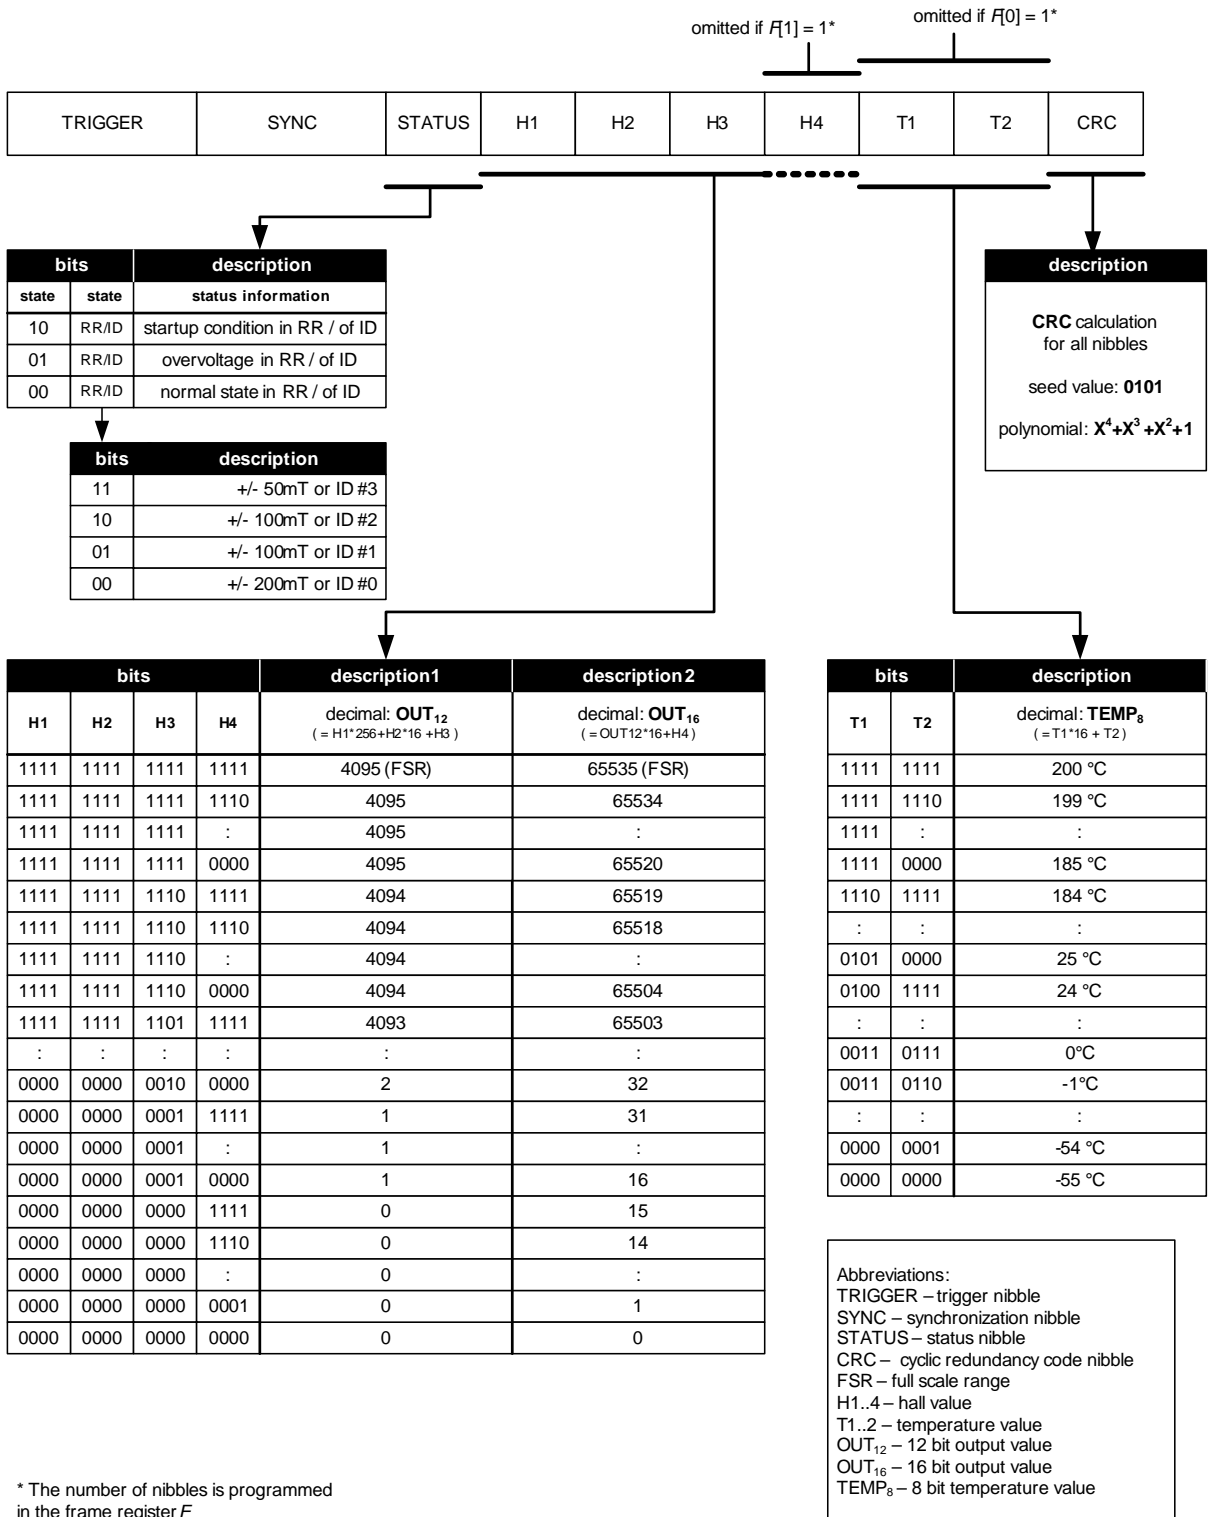 omitted if F[1] = 1*
omitted if F[0] = 1*
TRIGGER SYNC STATUS H1 H2 H3 H4 T1 T2 CRC
bits description
state state status information
10 RR/ID startup condition in RR / of ID
01 RR/ID overvoltage in RR / of ID
00 RR/ID normal state in RR / of ID
bits description
11 +/- 50mT or ID #3
10 +/- 100mT or ID #2
01 +/- 100mT or ID #1
00 +/- 200mT or ID #0
description
CRC calculation
for all nibbles
seed value: 0101
polynomial: X⁴+X³+X²+1
bits description1 description2
H1 H2 H3 H4 decimal: OUT₁₂ decimal: OUT₁₆
( = H1*256+H2*16 +H3 ) ( = OUT12*16+H4 )
1111 1111 1111 1111 4095 (FSR) 65535 (FSR)
1111 1111 1111 1110 4095 65534
1111 1111 1111 : 4095 :
1111 1111 1111 0000 4095 65520
1111 1111 1110 1111 4094 65519
1111 1111 1110 1110 4094 65518
1111 1111 1110 : 4094 :
1111 1111 1110 0000 4094 65504
1111 1111 1101 1111 4093 65503
: : : : : :
0000 0000 0010 0000 2 32
0000 0000 0001 1111 1 31
0000 0000 0001 : 1 :
0000 0000 0001 0000 1 16
0000 0000 0000 1111 0 15
0000 0000 0000 1110 0 14
0000 0000 0000 : 0 :
0000 0000 0000 0001 0 1
0000 0000 0000 0000 0 0
bits description
T1 T2 decimal: TEMP₈
( = T1*16 + T2 )
1111 1111 200 °C
1111 1110 199 °C
1111 : :
1111 0000 185 °C
1110 1111 184 °C
: : :
0101 0000 25 °C
0100 1111 24 °C
: : :
0011 0111 0°C
0011 0110 -1°C
: : :
0000 0001 -54 °C
0000 0000 -55 °C
Abbreviations:
TRIGGER – trigger nibble
SYNC – synchronization nibble
STATUS – status nibble
CRC – cyclic redundancy code nibble
FSR – full scale range
H1..4 – hall value
T1..2 – temperature value
OUT₁₂ – 12 bit output value
OUT₁₆ – 16 bit output value
TEMP₈ – 8 bit temperature value
* The number of nibbles is programmed
in the frame register F